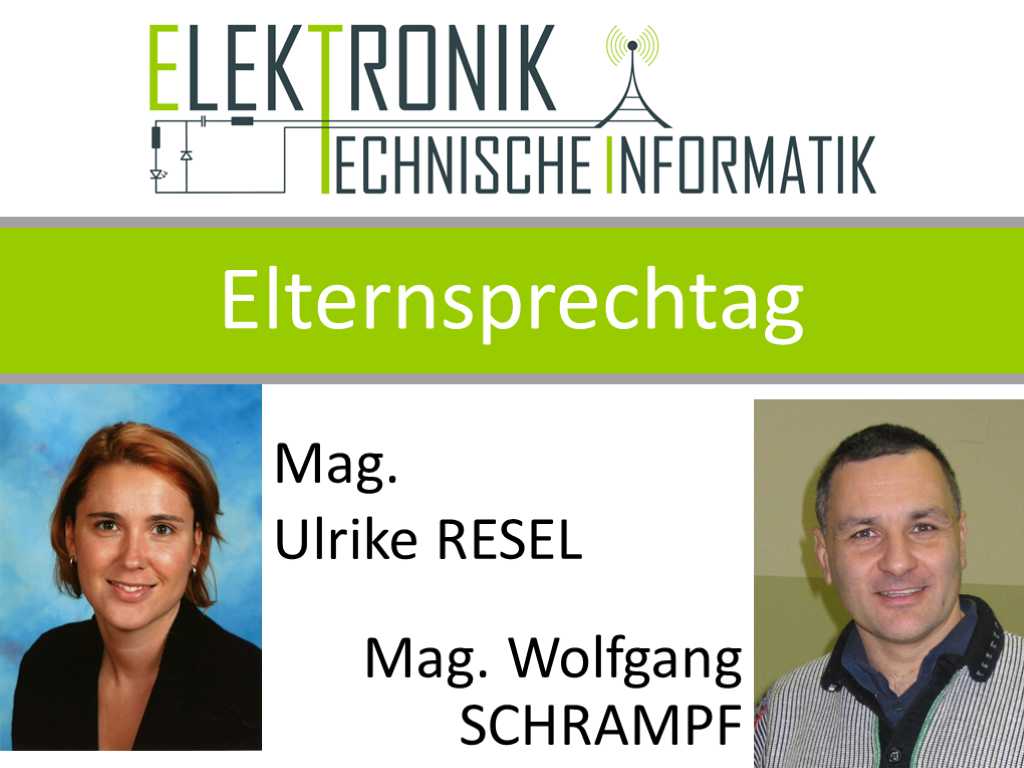 ELEKTRONIK
TECHNISCHE INFORMATIK
Elternsprechtag
Mag.
Ulrike RESEL
Mag. Wolfgang
SCHRAMPF